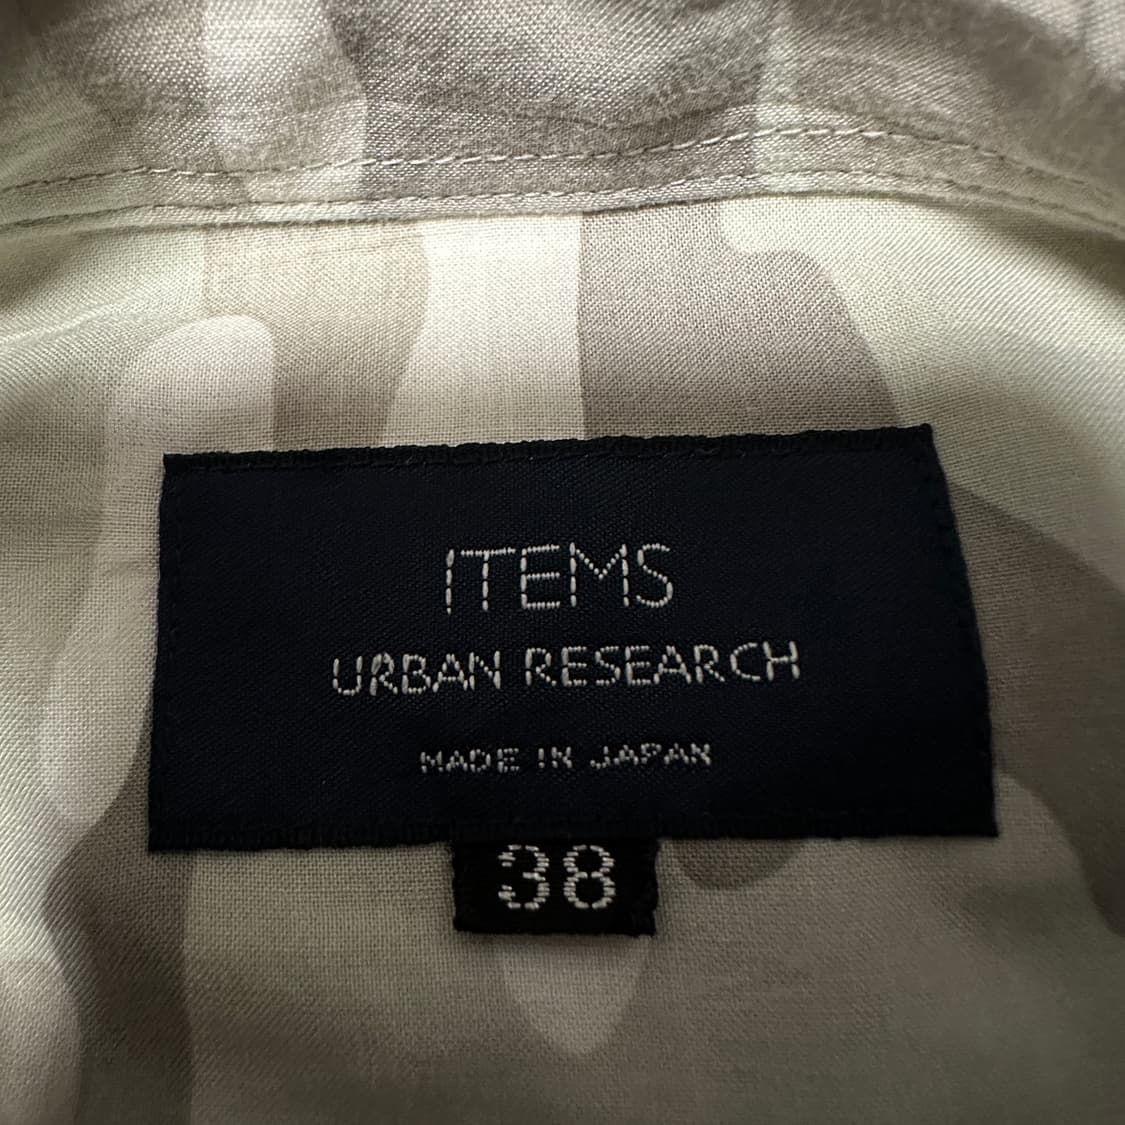 ITEMS
URBAN RESEARCH
MADE IN JAPAN
38